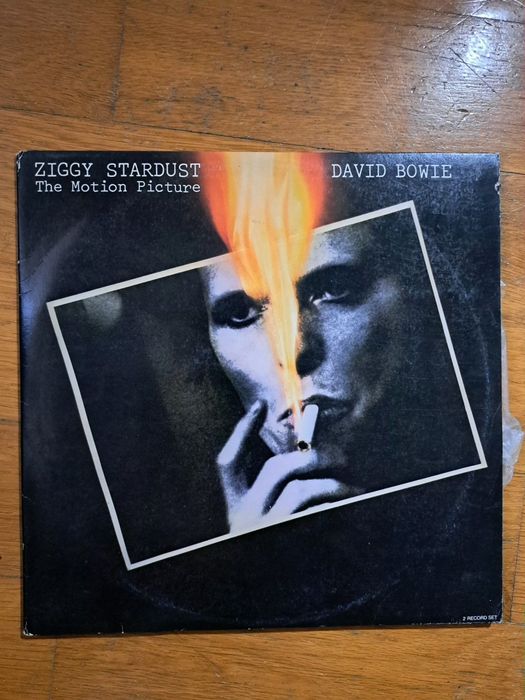 ZIGGY STARDUST
The Motion Picture
DAVID BOWIE
2 RECORD SET